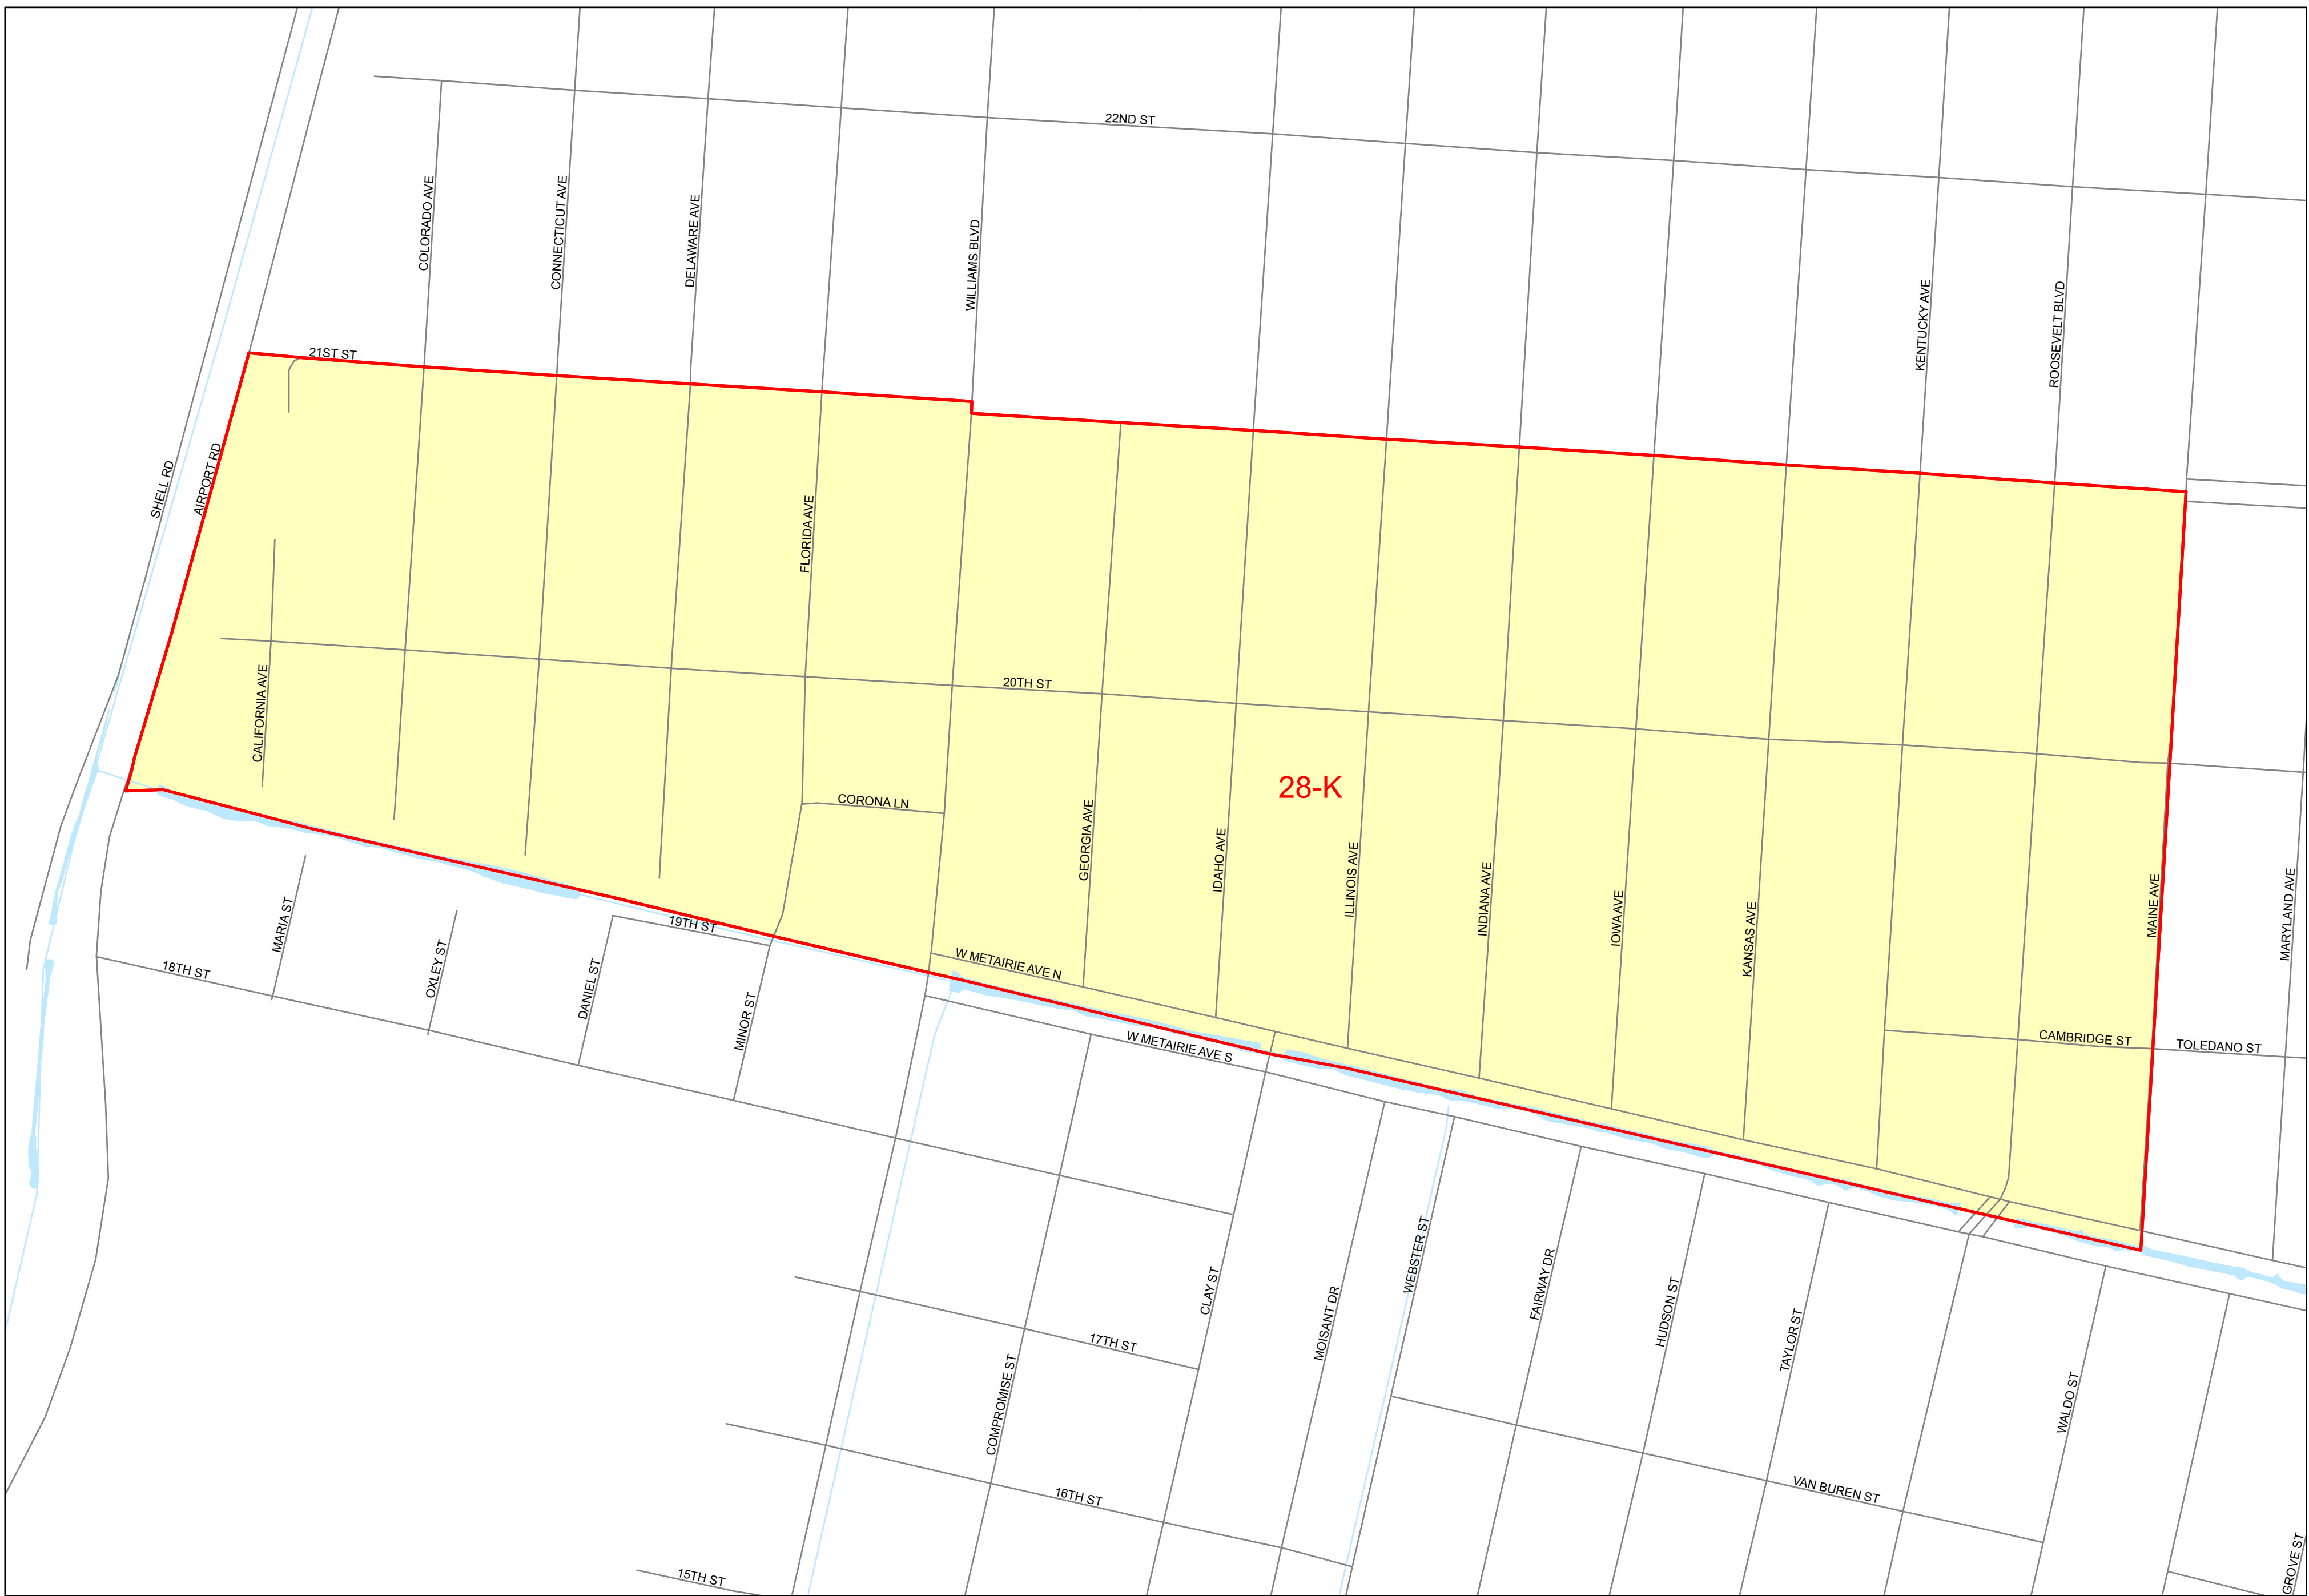 22ND ST
COLORADO AVE
CONNECTICUT AVE
DELAWARE AVE
WILLIAMS BLVD
KENTUCKY AVE
ROOSEVELT BLVD
21ST ST
SHELL RD
AIRPORT RD
FLORIDA AVE
20TH ST
CALIFORNIA AVE
28-K
CORONA LN
GEORGIA AVE
IDAHO AVE
ILLINOIS AVE
INDIANA AVE
IOWA AVE
KANSAS AVE
MAINE AVE
MARYLAND AVE
19TH ST
MARIA ST
OXLEY ST
DANIEL ST
MINOR ST
18TH ST
W METAIRIE AVE N
W METAIRIE AVE S
CAMBRIDGE ST
TOLEDANO ST
CLAY ST
MOISANT DR
WEBSTER ST
FAIRWAY DR
HUDSON ST
TAYLOR ST
17TH ST
COMPROMISE ST
WALDO ST
16TH ST
VAN BUREN ST
15TH ST
GROVE ST